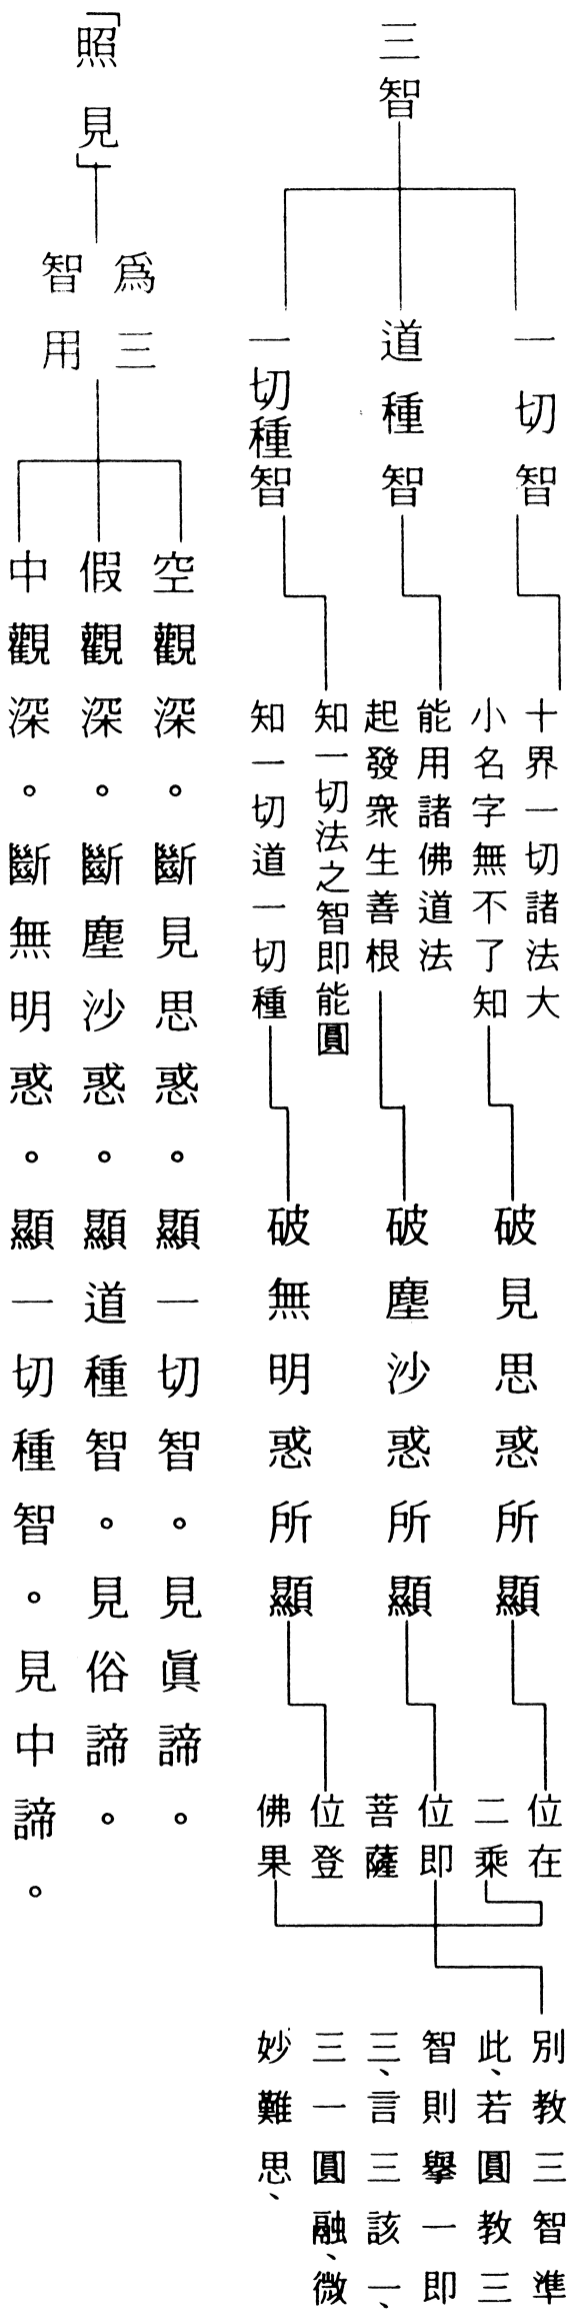 三智
一切智
十界一切諸法大
小名字無不了知
破見思惑所顯
位在
二乘
道種智
能用諸佛道法
起發衆生善根
破塵沙惑所顯
位即
菩薩
一切種智
知一切法之智即能圓
知一切道一切種
破無明惑所顯
位登
佛果
別教三智準
此、若圓教三
智則擧一即
三、言三該一、
三一圓融、微
妙難思、
「照見」
爲三
智用
空觀深。斷見思惑。顯一切智。見眞諦。
假觀深。斷塵沙惑。顯道種智。見俗諦。
中觀深。斷無明惑。顯一切種智。見中諦。